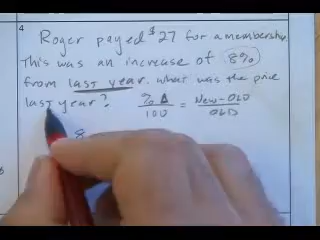 4
Roger payed $27 for a membership.
This was an increase of 8%
from last year. what was the price
last year? % Δ / 100 = New - OLD / OLD
8